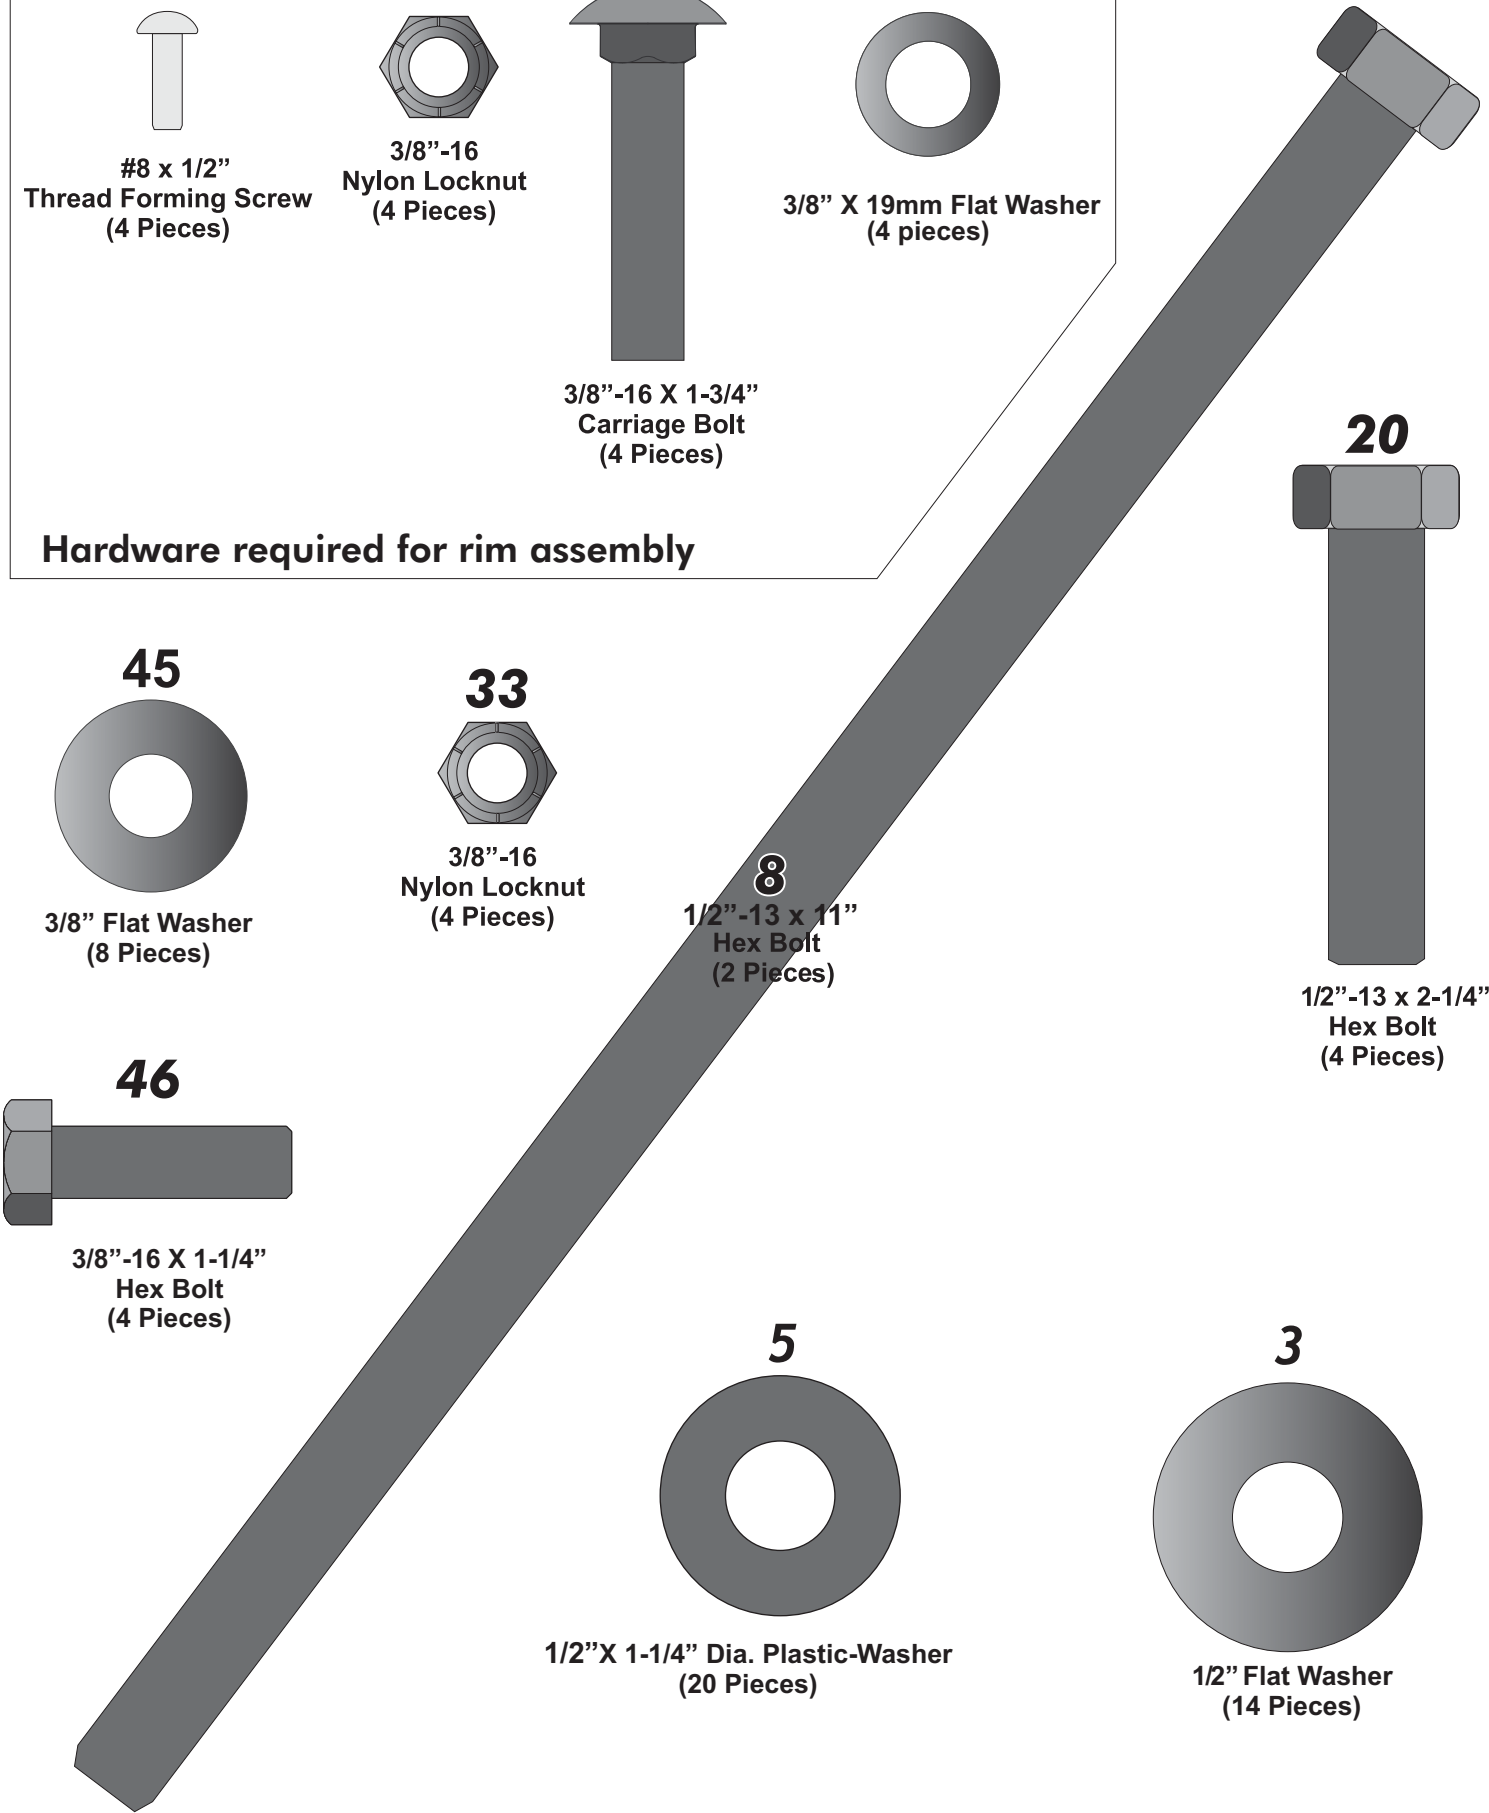 #8 x 1/2”
Thread Forming Screw
(4 Pieces)
3/8”-16
Nylon Locknut
(4 Pieces)
3/8”-16 X 1-3/4”
Carriage Bolt
(4 Pieces)
3/8” X 19mm Flat Washer
(4 pieces)
Hardware required for rim assembly
20
1/2”-13 x 2-1/4”
Hex Bolt
(4 Pieces)
45
3/8” Flat Washer
(8 Pieces)
33
3/8”-16
Nylon Locknut
(4 Pieces)
8
1/2”-13 x 11”
Hex Bolt
(2 Pieces)
46
3/8”-16 X 1-1/4”
Hex Bolt
(4 Pieces)
5
1/2”X 1-1/4” Dia. Plastic-Washer
(20 Pieces)
3
1/2” Flat Washer
(14 Pieces)